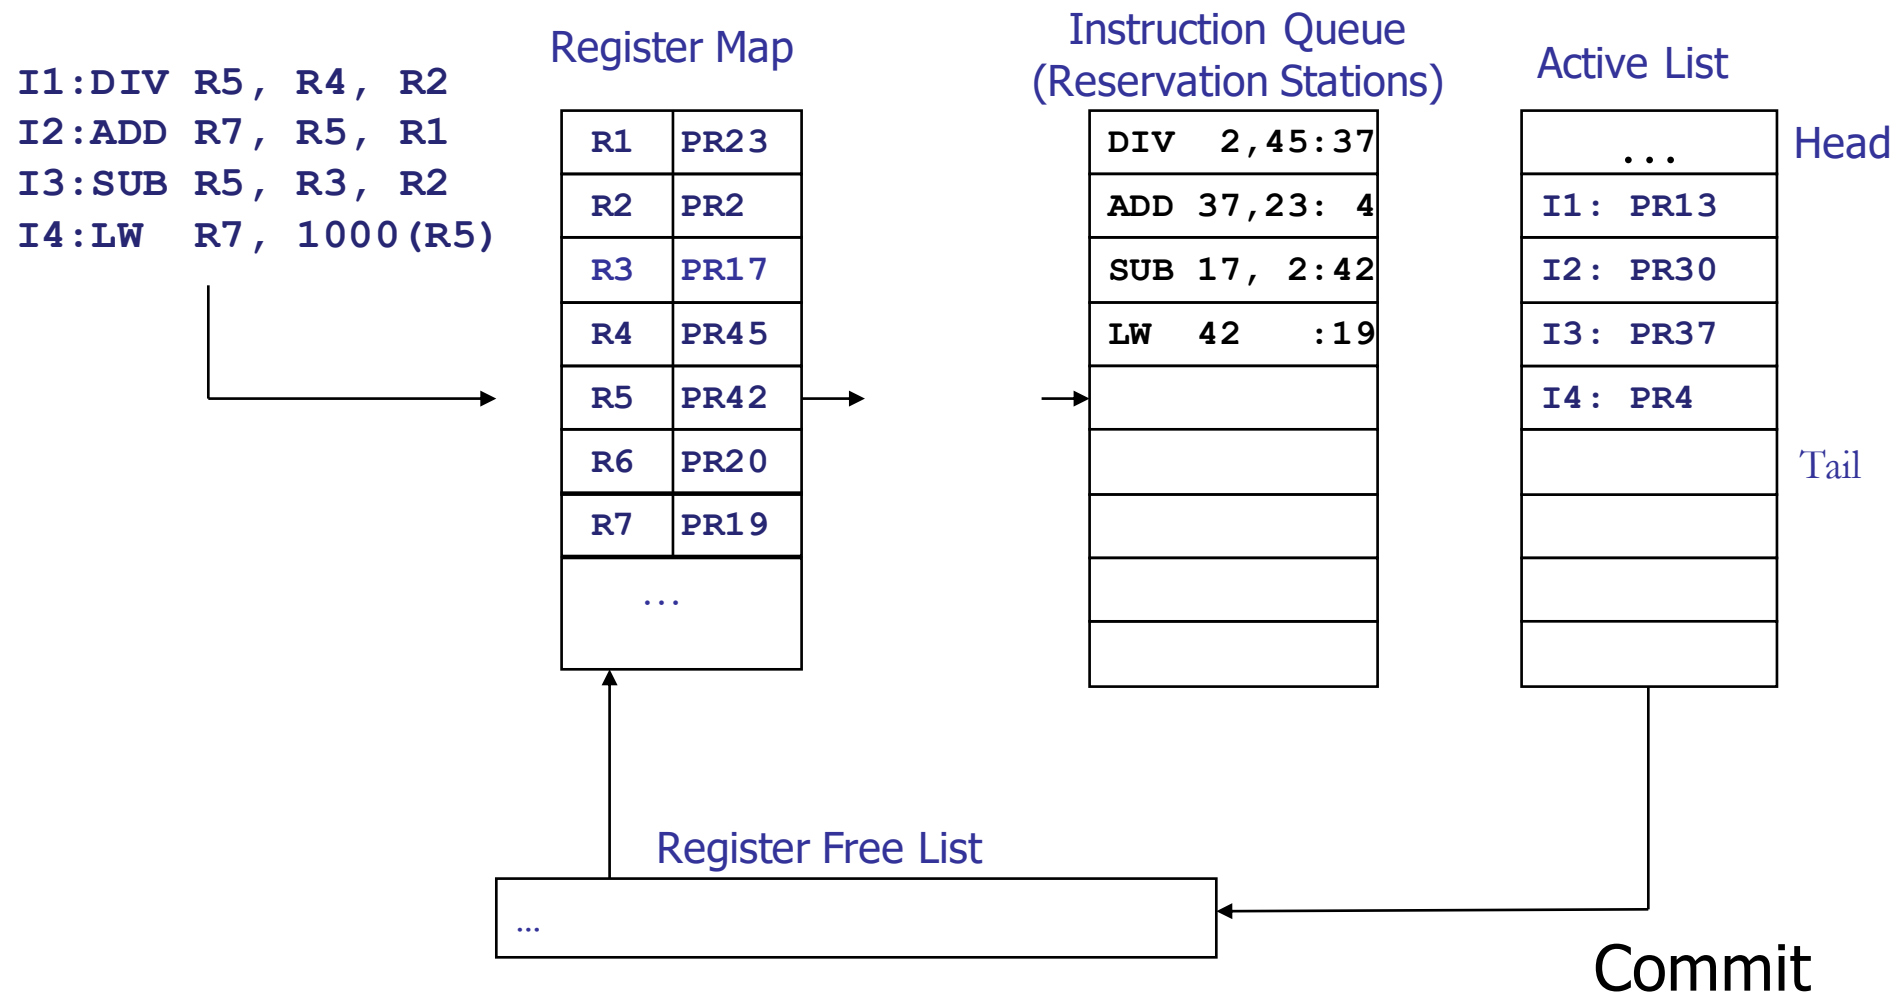 I1:DIV R5, R4, R2
I2:ADD R7, R5, R1
I3:SUB R5, R3, R2
I4:LW R7, 1000(R5)
Register Map
R1 PR23
R2 PR2
R3 PR17
R4 PR45
R5 PR42
R6 PR20
R7 PR19
...
Instruction Queue
(Reservation Stations)
DIV 2,45:37
ADD 37,23: 4
SUB 17, 2:42
LW 42 :19
Active List
...
I1: PR13
I2: PR30
I3: PR37
I4: PR4
Head
Tail
Register Free List
...
Commit